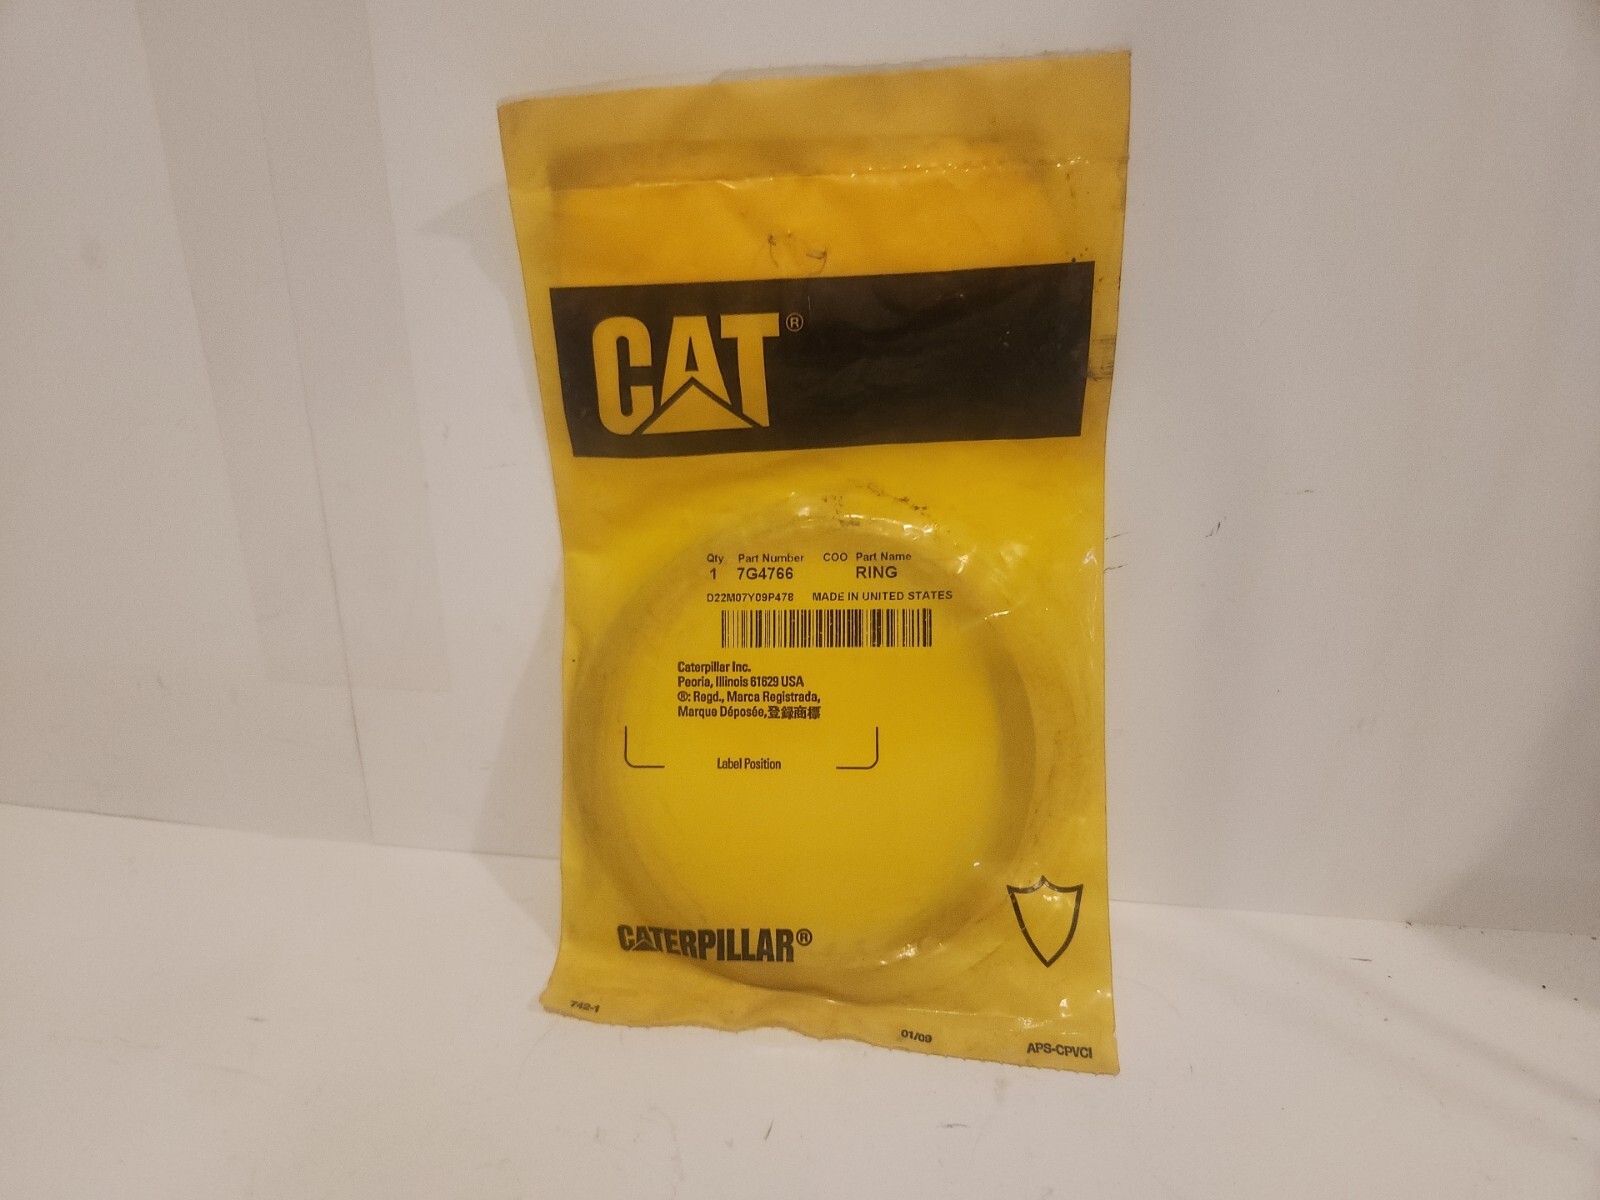 CAT®
Qty Part Number COO Part Name
1 7G4766 RING
D22M07Y09P478 MADE IN UNITED STATES
Caterpillar Inc.
Peoria, Illinois 61629 USA
®: Regd., Marca Registrada,
Marque Déposée,登録商標
Label Position
CATERPILLAR®
742-1
01/09
APS-CPVCI